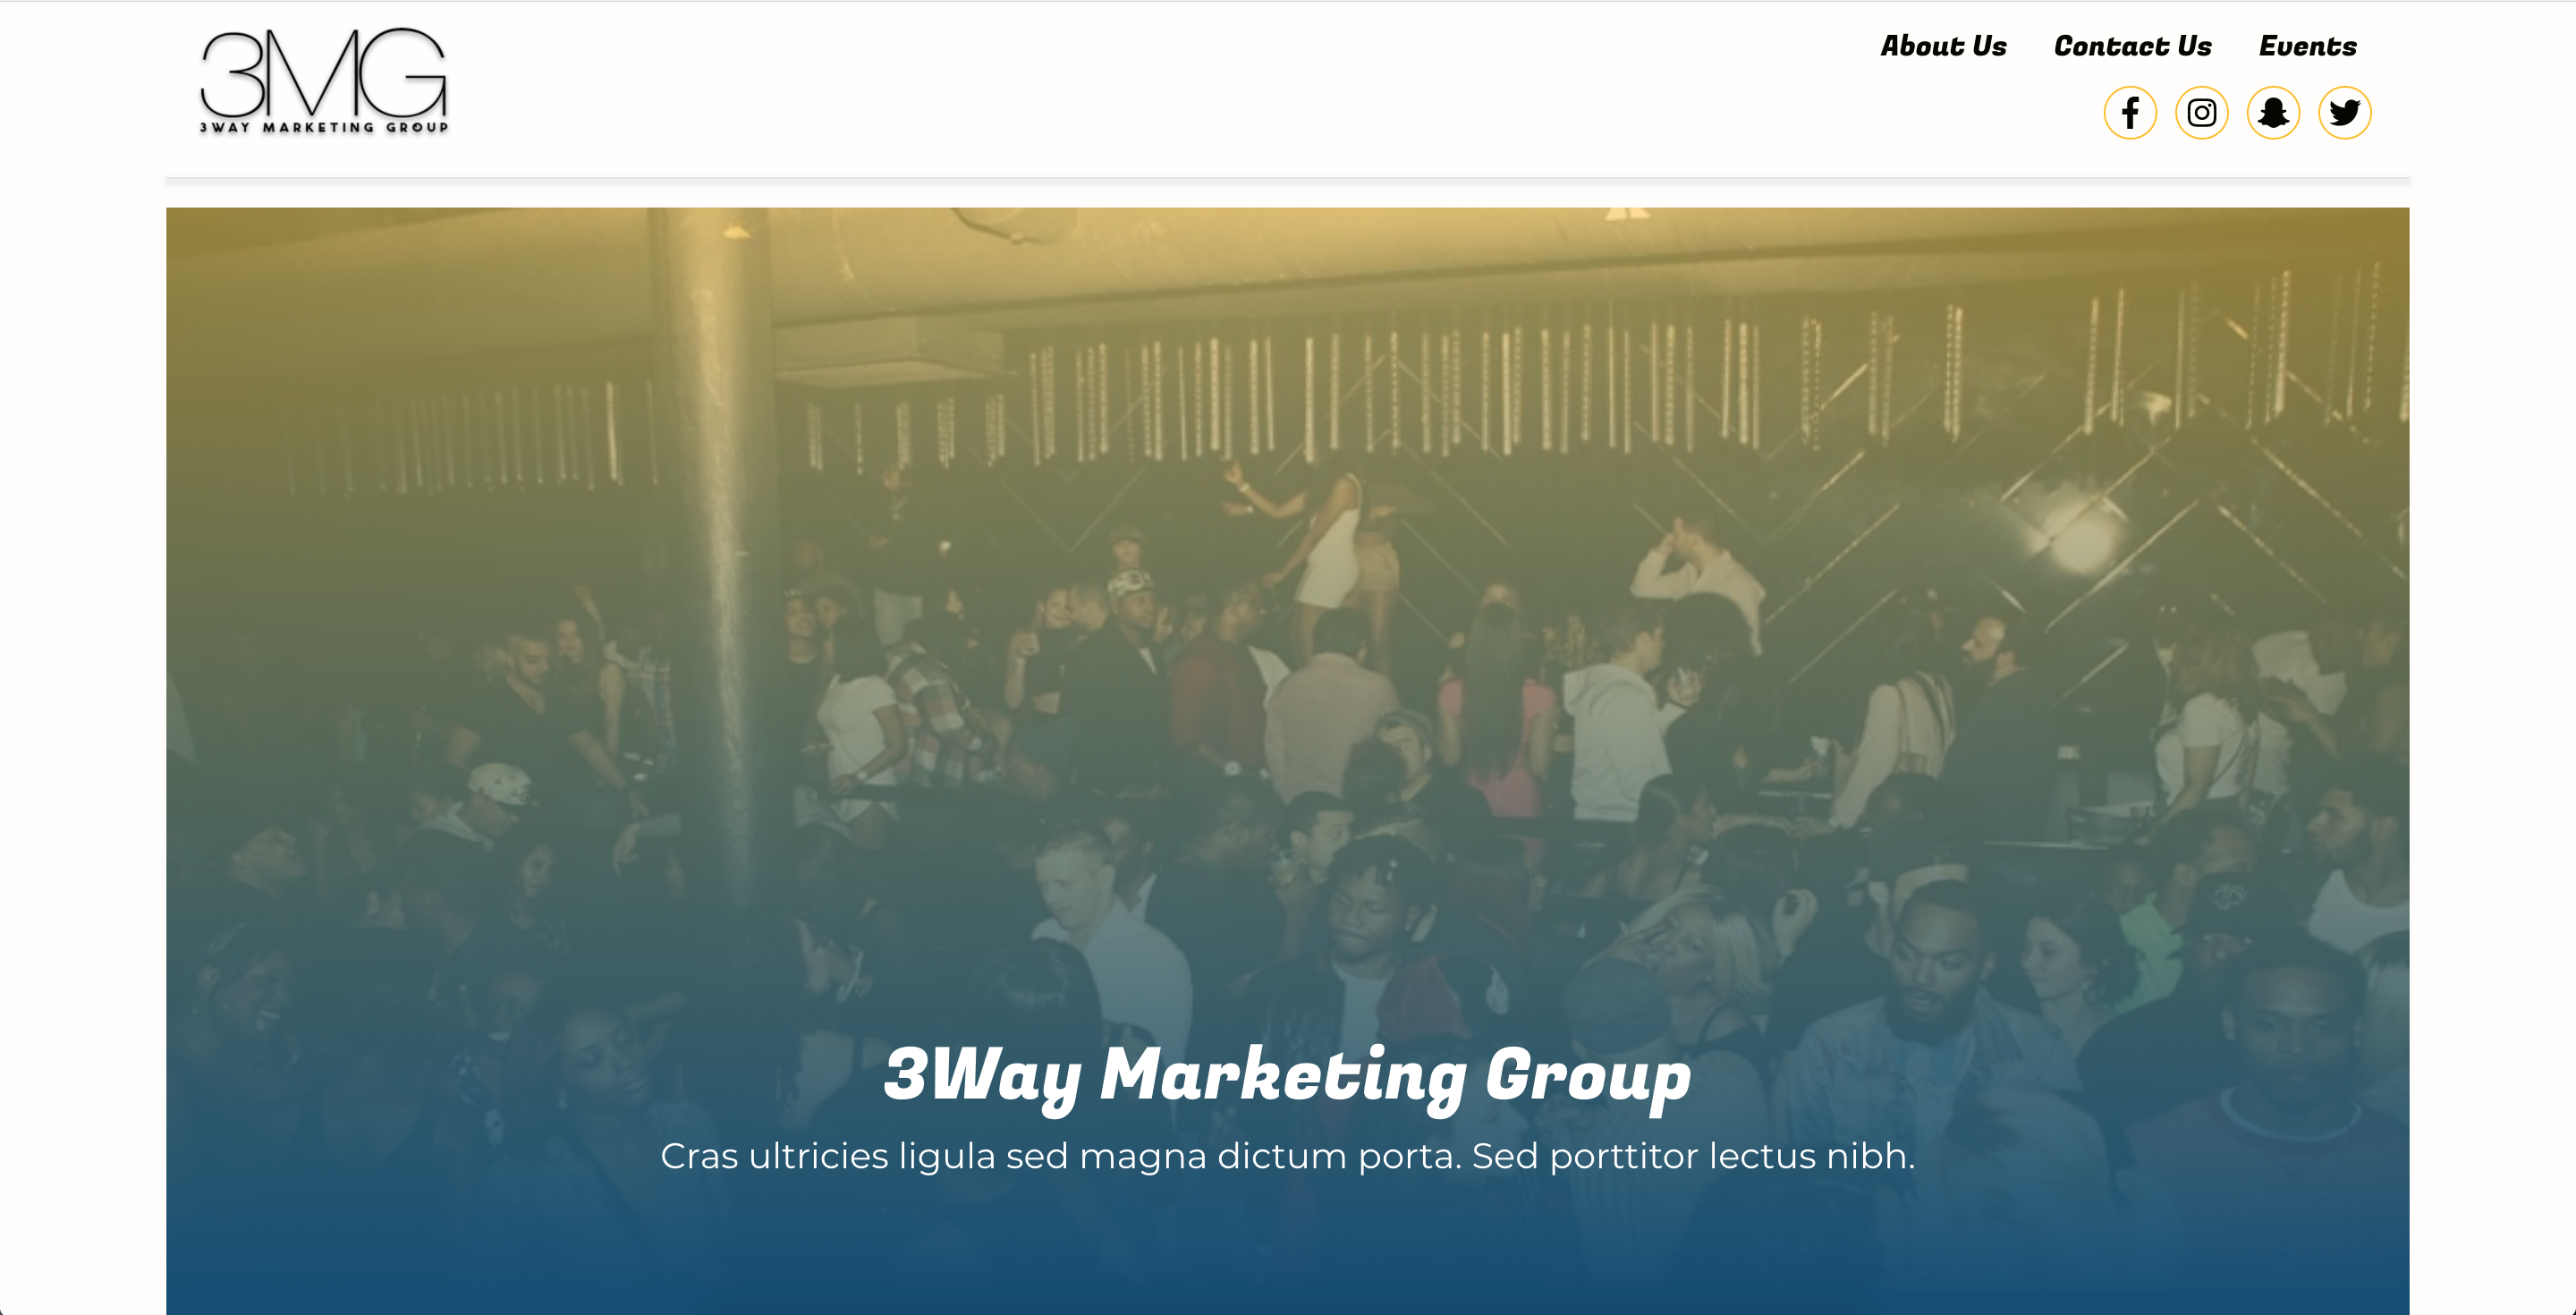 3MG
3WAY MARKETING GROUP
About Us Contact Us Events
3Way Marketing Group
Cras ultricies ligula sed magna dictum porta. Sed porttitor lectus nibh.